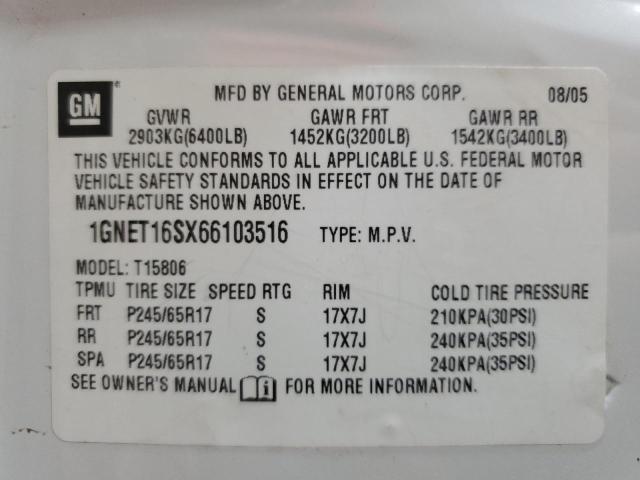 GM MFD BY GENERAL MOTORS CORP. 08/05
GVWR GAWR FRT GAWR RR
2903KG(6400LB) 1452KG(3200LB) 1542KG(3400LB)
THIS VEHICLE CONFORMS TO ALL APPLICABLE U.S. FEDERAL MOTOR
VEHICLE SAFETY STANDARDS IN EFFECT ON THE DATE OF
MANUFACTURE SHOWN ABOVE.
1GNET16SX66103516 TYPE: M.P.V.
MODEL: T15806
TPMU TIRE SIZE SPEED RTG RIM COLD TIRE PRESSURE
FRT P245/65R17 S 17X7J 210KPA(30PSI)
RR P245/65R17 S 17X7J 240KPA(35PSI)
SPA P245/65R17 S 17X7J 240KPA(35PSI)
SEE OWNER'S MANUAL i FOR MORE INFORMATION.